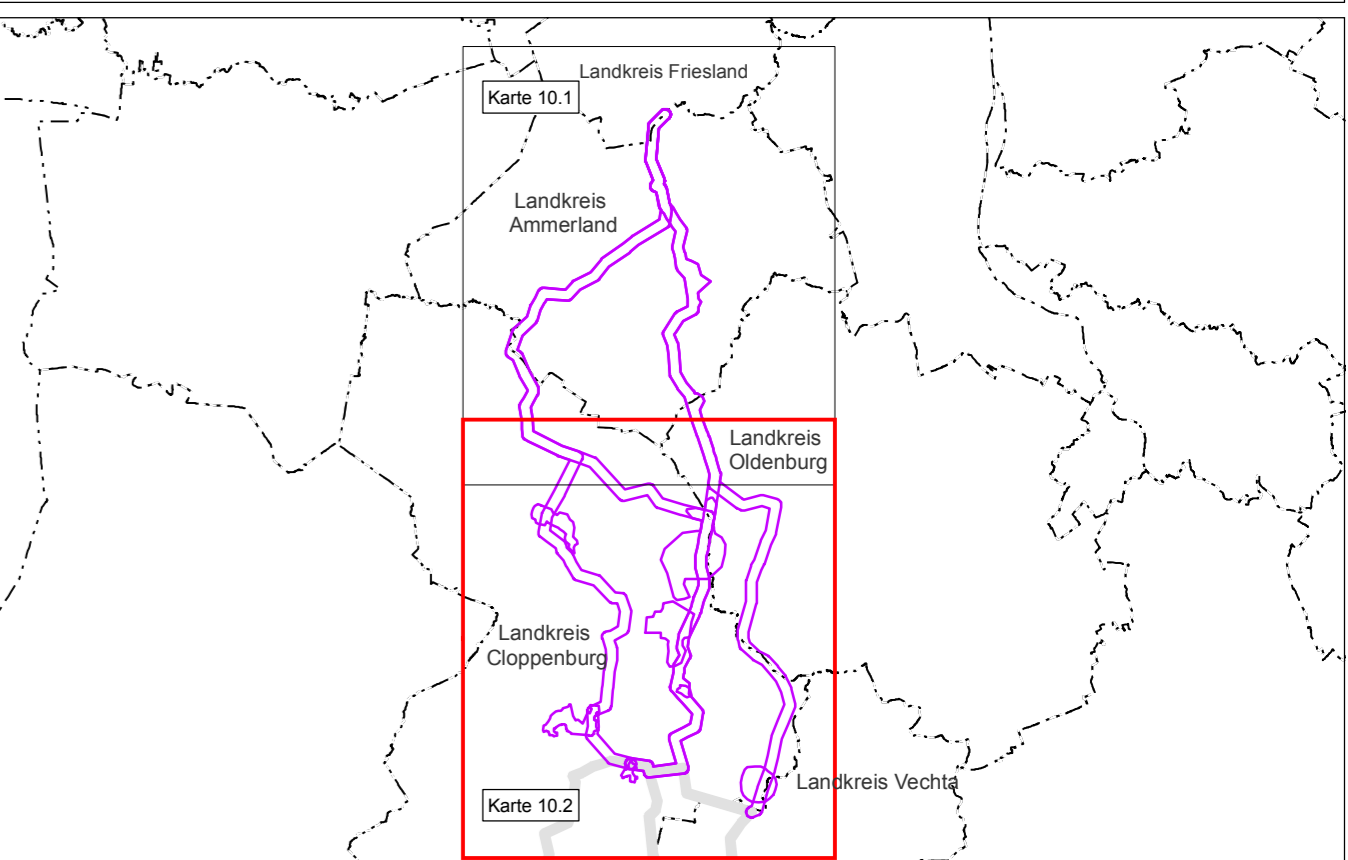 Landkreis Friesland
Karte 10.1
Landkreis
Ammerland
Landkreis
Oldenburg
Landkreis
Cloppenburg
Landkreis Vechta
Karte 10.2